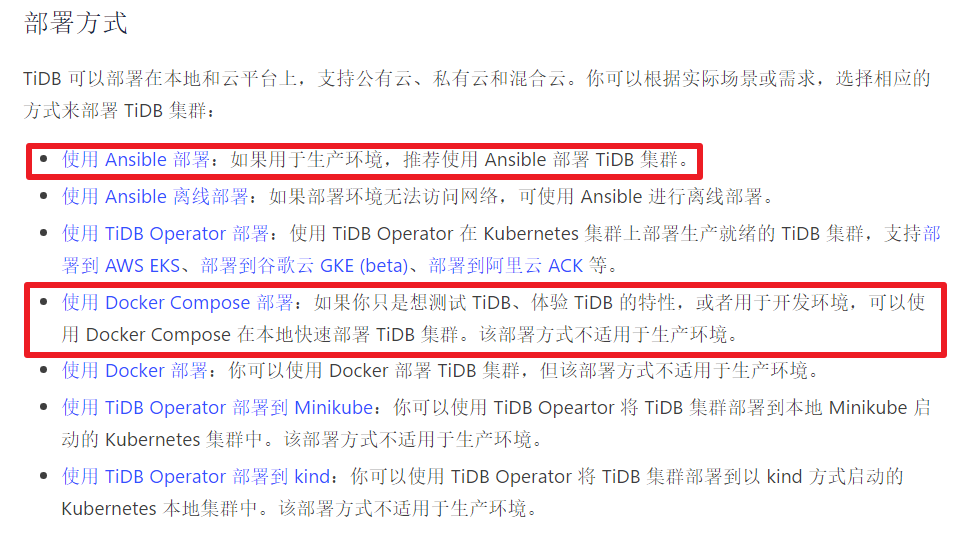 部署方式
TiDB 可以部署在本地和云平台上，支持公有云、私有云和混合云。你可以根据实际场景或需求，选择相应的
方式来部署 TiDB 集群：
• 使用 Ansible 部署：如果用于生产环境，推荐使用 Ansible 部署 TiDB 集群。
• 使用 Ansible 离线部署：如果部署环境无法访问网络，可使用 Ansible 进行离线部署。
• 使用 TiDB Operator 部署：使用 TiDB Operator 在 Kubernetes 集群上部署生产就绪的 TiDB 集群，支持部
署到 AWS EKS、部署到谷歌云 GKE (beta)、部署到阿里云 ACK 等。
• 使用 Docker Compose 部署：如果你只是想测试 TiDB、体验 TiDB 的特性，或者用于开发环境，可以使
用 Docker Compose 在本地快速部署 TiDB 集群。该部署方式不适用于生产环境。
• 使用 Docker 部署：你可以使用 Docker 部署 TiDB 集群，但该部署方式不适用于生产环境。
• 使用 TiDB Operator 部署到 Minikube：你可以使用 TiDB Opeartor 将 TiDB 集群部署到本地 Minikube 启
动的 Kubernetes 集群中。该部署方式不适用于生产环境。
• 使用 TiDB Operator 部署到 kind：你可以使用 TiDB Operator 将 TiDB 集群部署到以 kind 方式启动的
Kubernetes 本地集群中。该部署方式不适用于生产环境。